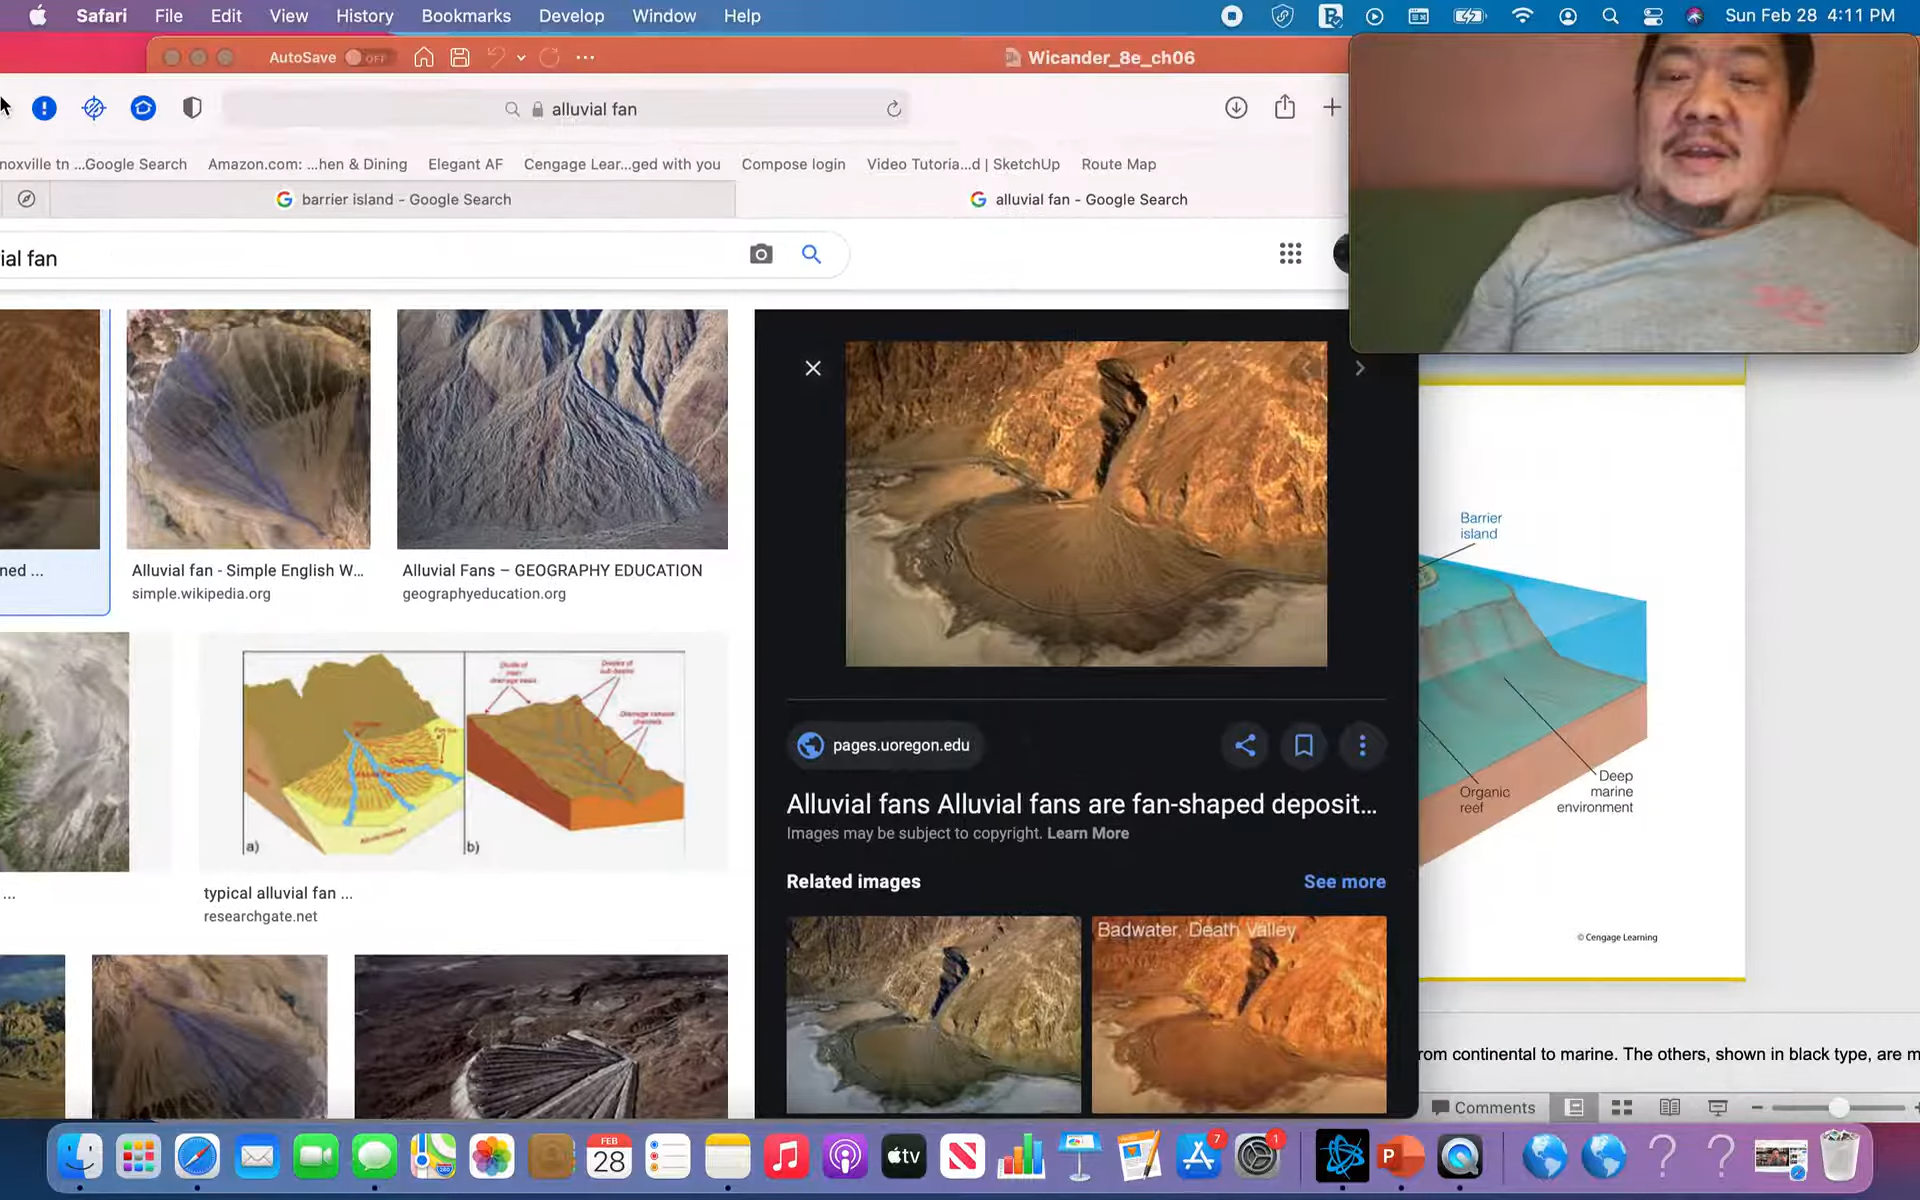 Safari File Edit View History Bookmarks Develop Window Help
Sun Feb 28 4:11 PM
AutoSave OFF
Wicander_8e_ch06
alluvial fan
noxville tn ...Google Search Amazon.com: ...hen & Dining Elegant AF Cengage Lear...ged with you Compose login Video Tutoria...d | SketchUp Route Map
barrier island - Google Search
alluvial fan - Google Search
ial fan
ned ...
Alluvial fan - Simple English W...
simple.wikipedia.org
Alluvial Fans – GEOGRAPHY EDUCATION
geographyeducation.org
a)
b)
...
typical alluvial fan ...
researchgate.net
pages.uoregon.edu
Alluvial fans Alluvial fans are fan-shaped deposit...
Images may be subject to copyright. Learn More
Related images
See more
Badwater, Death Valley
Barrier
island
Organic
reef
Deep
marine
environment
© Cengage Learning
rom continental to marine. The others, shown in black type, are m
Comments
FEB
28
tv
7
1
P